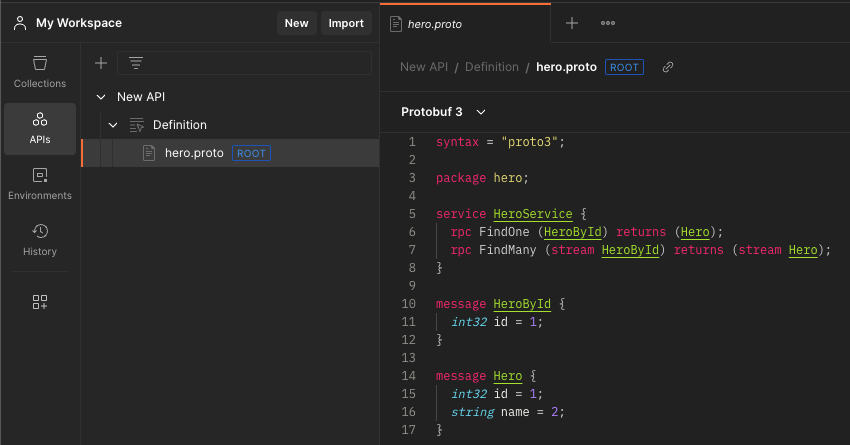 My Workspace
New
Import
Collections
APIs
Environments
History
New API
Definition
hero.proto ROOT
hero.proto
New API / Definition / hero.proto ROOT
Protobuf 3
1 syntax = "proto3";
2
3 package hero;
4
5 service HeroService {
6 rpc FindOne (HeroById) returns (Hero);
7 rpc FindMany (stream HeroById) returns (stream Hero);
8 }
9
10 message HeroById {
11 int32 id = 1;
12 }
13
14 message Hero {
15 int32 id = 1;
16 string name = 2;
17 }